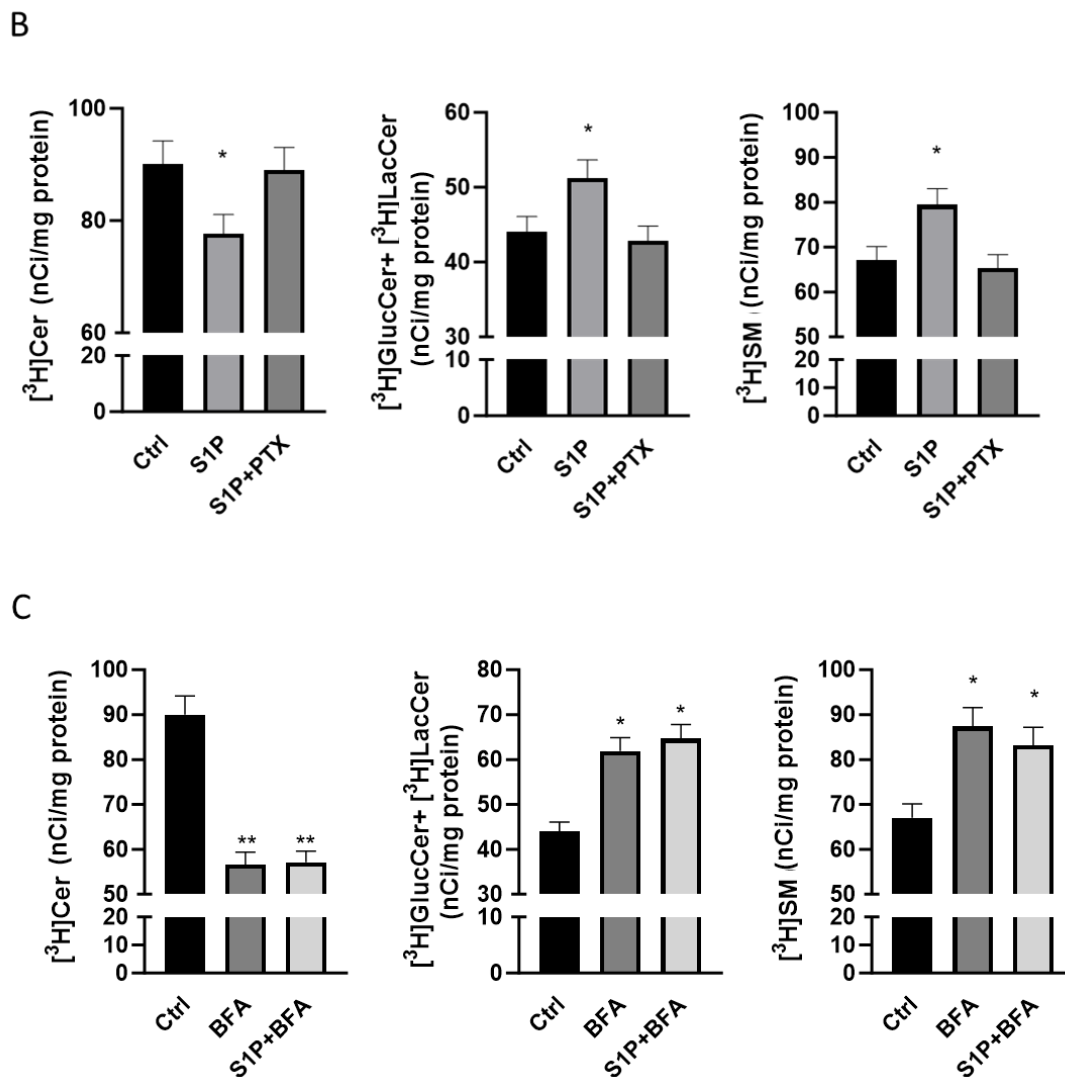 B
[³H]Cer (nCi/mg protein)
100
80
60
20
0
*
Ctrl
S1P
S1P+PTX
[³H]GlucCer+ [³H]LacCer
(nCi/mg protein)
60
50
40
30
10
0
*
Ctrl
S1P
S1P+PTX
[³H]SM (nCi/mg protein)
100
90
80
70
60
50
20
10
0
*
Ctrl
S1P
S1P+PTX
C
[³H]Cer (nCi/mg protein)
100
90
80
70
60
50
20
10
0
**
**
Ctrl
BFA
S1P+BFA
[³H]GlucCer+ [³H]LacCer
(nCi/mg protein)
80
70
60
50
40
30
10
0
*
*
Ctrl
BFA
S1P+BFA
[³H]SM (nCi/mg protein)
100
90
80
70
60
50
20
10
0
*
*
Ctrl
BFA
S1P+BFA